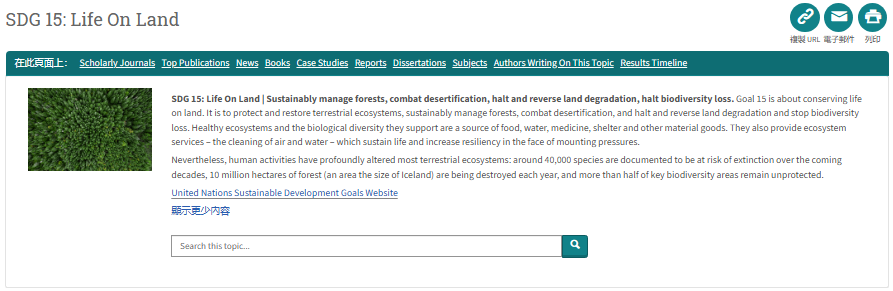 SDG 15: Life On Land
複製 URL 電子郵件 列印
在此頁面上： Scholarly Journals Top Publications News Books Case Studies Reports Dissertations Subjects Authors Writing On This Topic Results Timeline
SDG 15: Life On Land | Sustainably manage forests, combat desertification, halt and reverse land degradation, halt biodiversity loss. Goal 15 is about conserving life
on land. It is to protect and restore terrestrial ecosystems, sustainably manage forests, combat desertification, and halt and reverse land degradation and stop biodiversity
loss. Healthy ecosystems and the biological diversity they support are a source of food, water, medicine, shelter and other material goods. They also provide ecosystem
services – the cleaning of air and water – which sustain life and increase resiliency in the face of mounting pressures.
Nevertheless, human activities have profoundly altered most terrestrial ecosystems: around 40,000 species are documented to be at risk of extinction over the coming
decades, 10 million hectares of forest (an area the size of Iceland) are being destroyed each year, and more than half of key biodiversity areas remain unprotected.
United Nations Sustainable Development Goals Website
顯示更少內容
Search this topic...